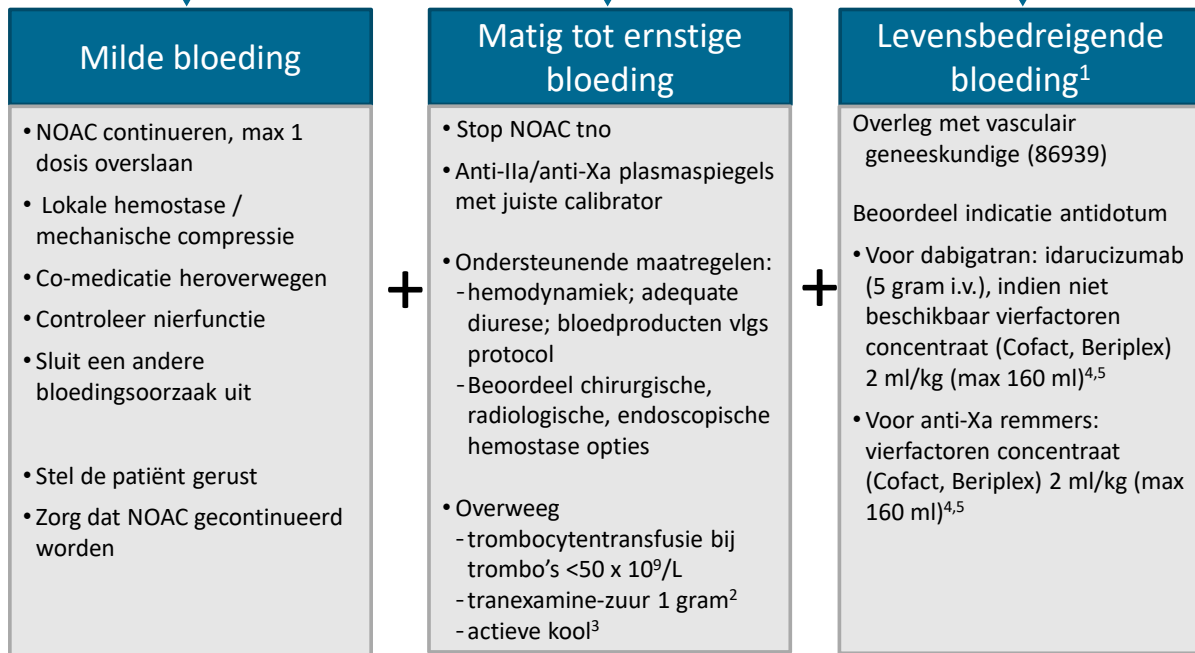 Milde bloeding
• NOAC continueren, max 1
dosis overslaan
• Lokale hemostase /
mechanische compressie
• Co-medicatie heroverwegen
• Controleer nierfunctie
• Sluit een andere
bloedingsoorzaak uit
• Stel de patiënt gerust
• Zorg dat NOAC gecontinueerd
worden
+
Matig tot ernstige
bloeding
• Stop NOAC tno
• Anti-IIa/anti-Xa plasmaspiegels
met juiste calibrator
• Ondersteunende maatregelen:
-hemodynamiek; adequate
diurese; bloedproducten vlgs
protocol
-Beoordeel chirurgische,
radiologische, endoscopische
hemostase opties
• Overweeg
-trombocytentransfusie bij
trombo's <50 x 10⁹/L
-tranexamine-zuur 1 gram²
-actieve kool³
+
Levensbedreigende
bloeding¹
Overleg met vasculair
geneeskundige (86939)
Beoordeel indicatie antidotum
• Voor dabigatran: idarucizumab
(5 gram i.v.), indien niet
beschikbaar vierfactoren
concentraat (Cofact, Beriplex)
2 ml/kg (max 160 ml)⁴,⁵
• Voor anti-Xa remmers:
vierfactoren concentraat
(Cofact, Beriplex) 2 ml/kg (max
160 ml)⁴,⁵